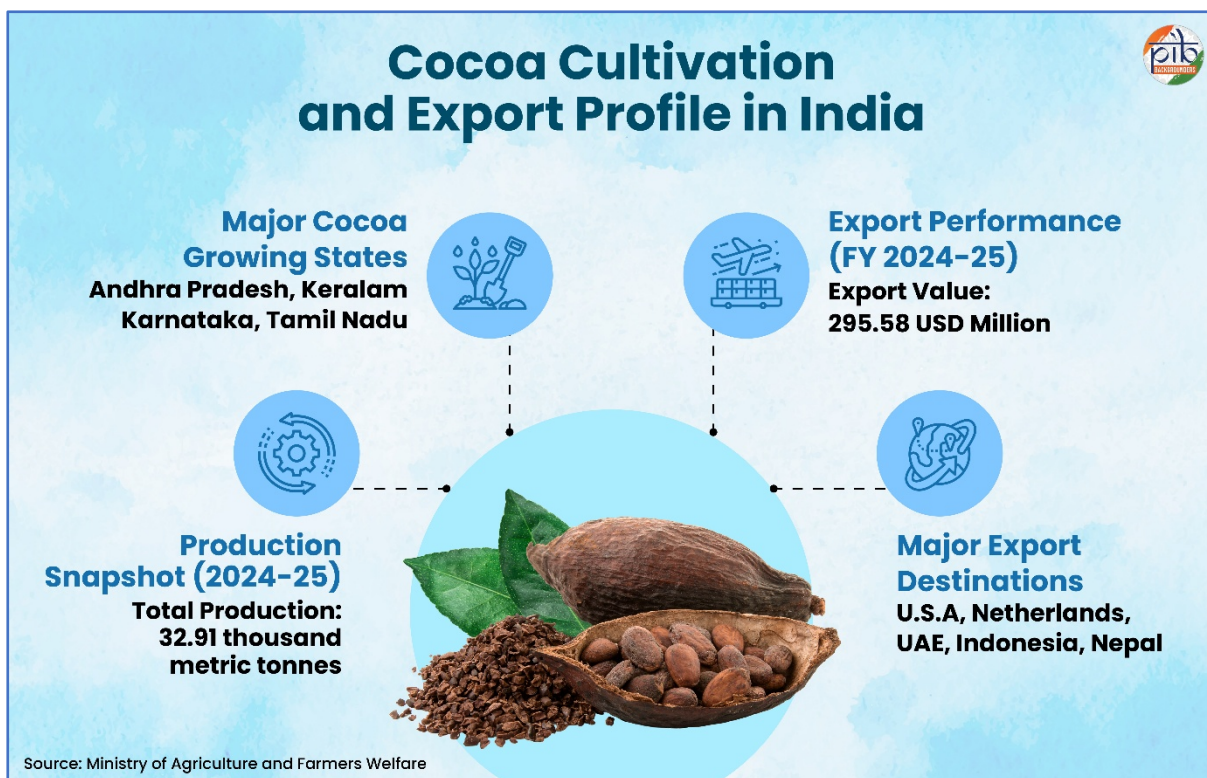 Cocoa Cultivation
and Export Profile in India
pib
BACKGROUNDERS
Major Cocoa
Growing States
Andhra Pradesh, Keralam
Karnataka, Tamil Nadu
Export Performance
(FY 2024-25)
Export Value:
295.58 USD Million
Production
Snapshot (2024-25)
Total Production:
32.91 thousand
metric tonnes
Major Export
Destinations
U.S.A, Netherlands,
UAE, Indonesia, Nepal
Source: Ministry of Agriculture and Farmers Welfare